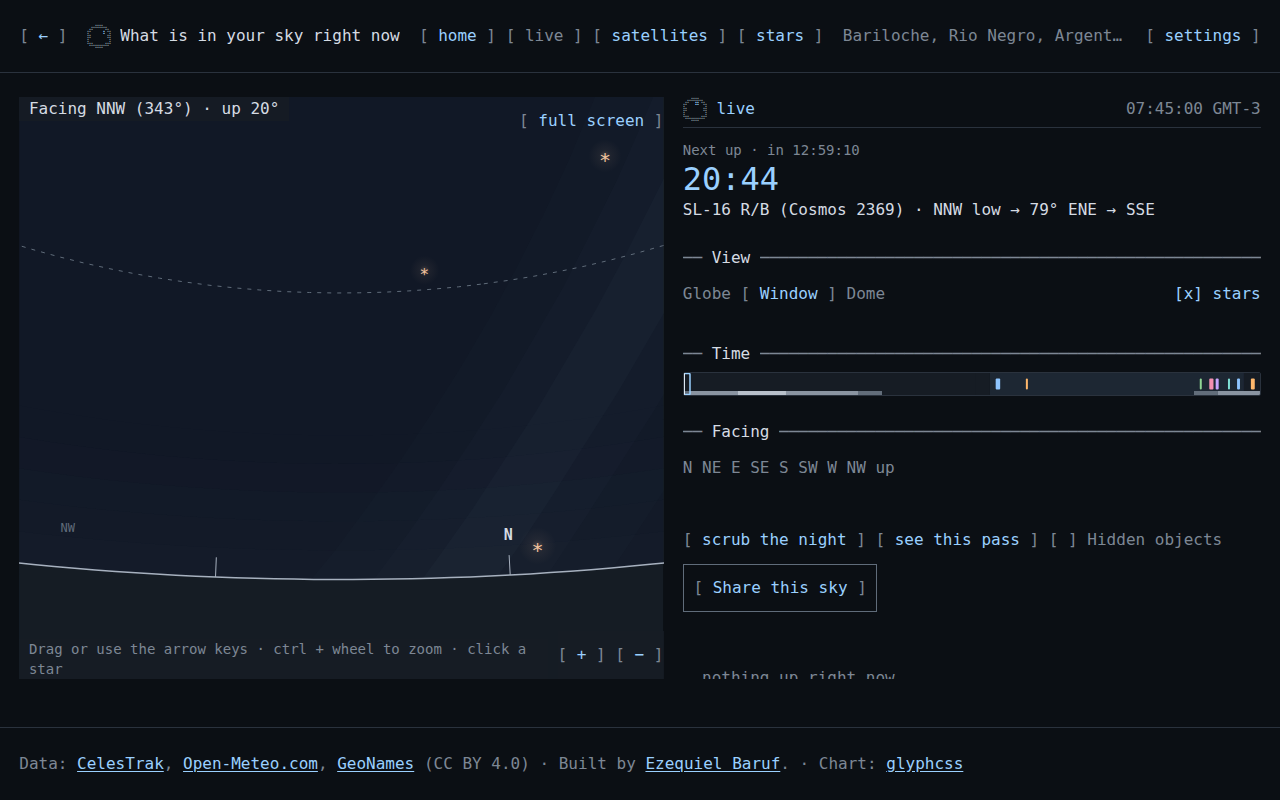 [ ← ] What is in your sky right now [ home ] [ live ] [ satellites ] [ stars ] Bariloche, Rio Negro, Argent… [ settings ]
Facing NNW (343°) · up 20°
[ full screen ]
*
*
NW
N
*
Drag or use the arrow keys · ctrl + wheel to zoom · click a
star
[ + ] [ − ]
live 07:45:00 GMT-3
Next up · in 12:59:10
20:44
SL-16 R/B (Cosmos 2369) · NNW low → 79° ENE → SSE
View
Globe [ Window ] Dome [x] stars
Time
Facing
N NE E SE S SW W NW up
[ scrub the night ] [ see this pass ] [ ] Hidden objects
[ Share this sky ]
nothing up right now
Data: CelesTrak, Open-Meteo.com, GeoNames (CC BY 4.0) · Built by Ezequiel Baruf. · Chart: glyphcss